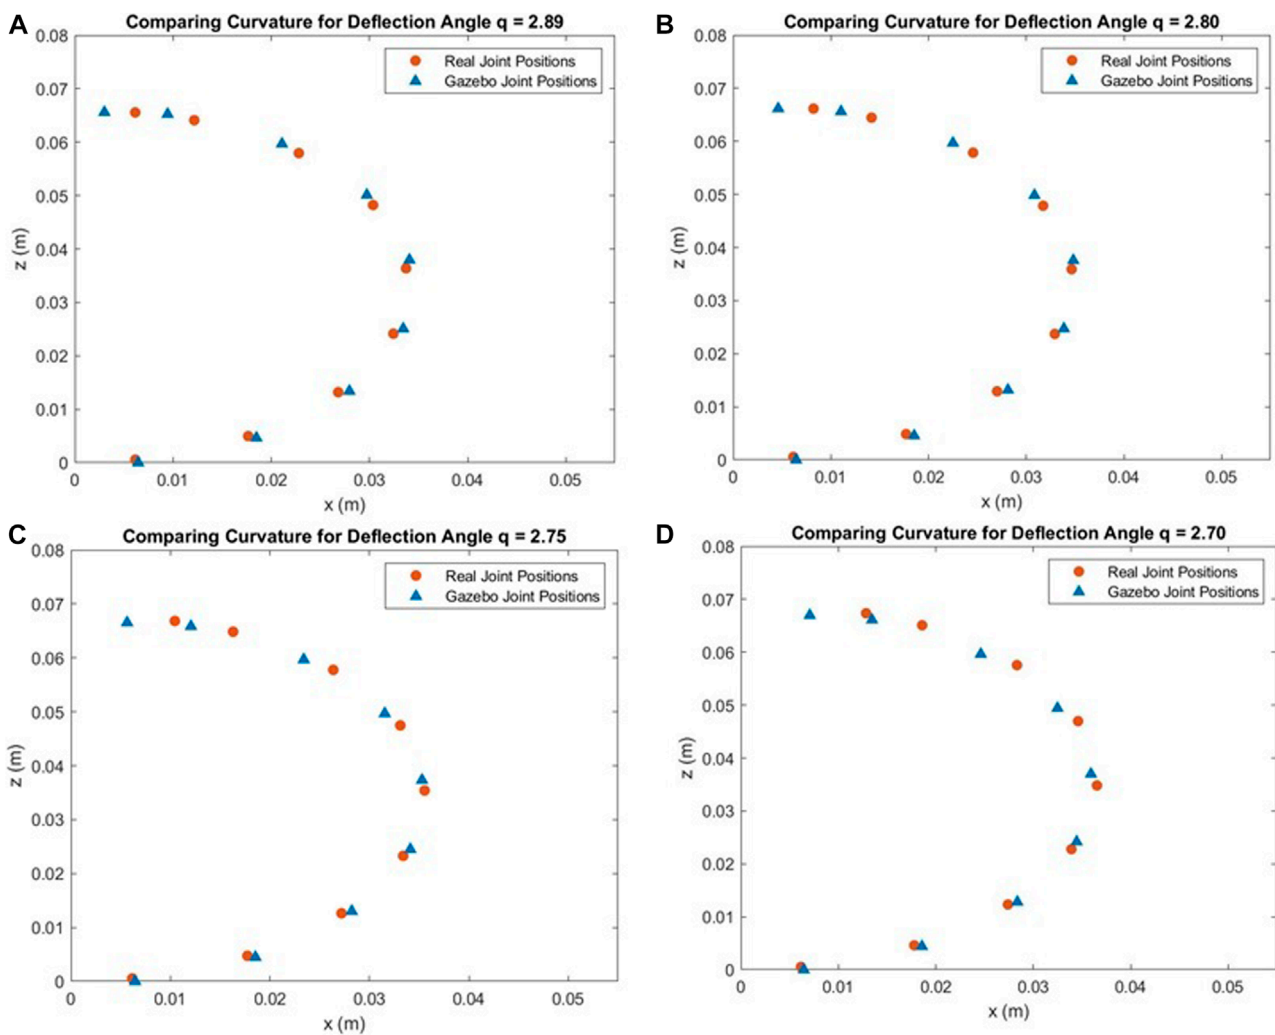 A
Comparing Curvature for Deflection Angle q = 2.89
Real Joint Positions
Gazebo Joint Positions
0.08
0.07
0.06
0.05
0.04
0.03
0.02
0.01
0
z (m)
0 0.01 0.02 0.03 0.04 0.05
x (m)
B
Comparing Curvature for Deflection Angle q = 2.80
Real Joint Positions
Gazebo Joint Positions
0.08
0.07
0.06
0.05
0.04
0.03
0.02
0.01
0
z (m)
0 0.01 0.02 0.03 0.04 0.05
x (m)
C
Comparing Curvature for Deflection Angle q = 2.75
Real Joint Positions
Gazebo Joint Positions
0.08
0.07
0.06
0.05
0.04
0.03
0.02
0.01
0
z (m)
0 0.01 0.02 0.03 0.04 0.05
x (m)
D
Comparing Curvature for Deflection Angle q = 2.70
Real Joint Positions
Gazebo Joint Positions
0.08
0.07
0.06
0.05
0.04
0.03
0.02
0.01
0
z (m)
0 0.01 0.02 0.03 0.04 0.05
x (m)